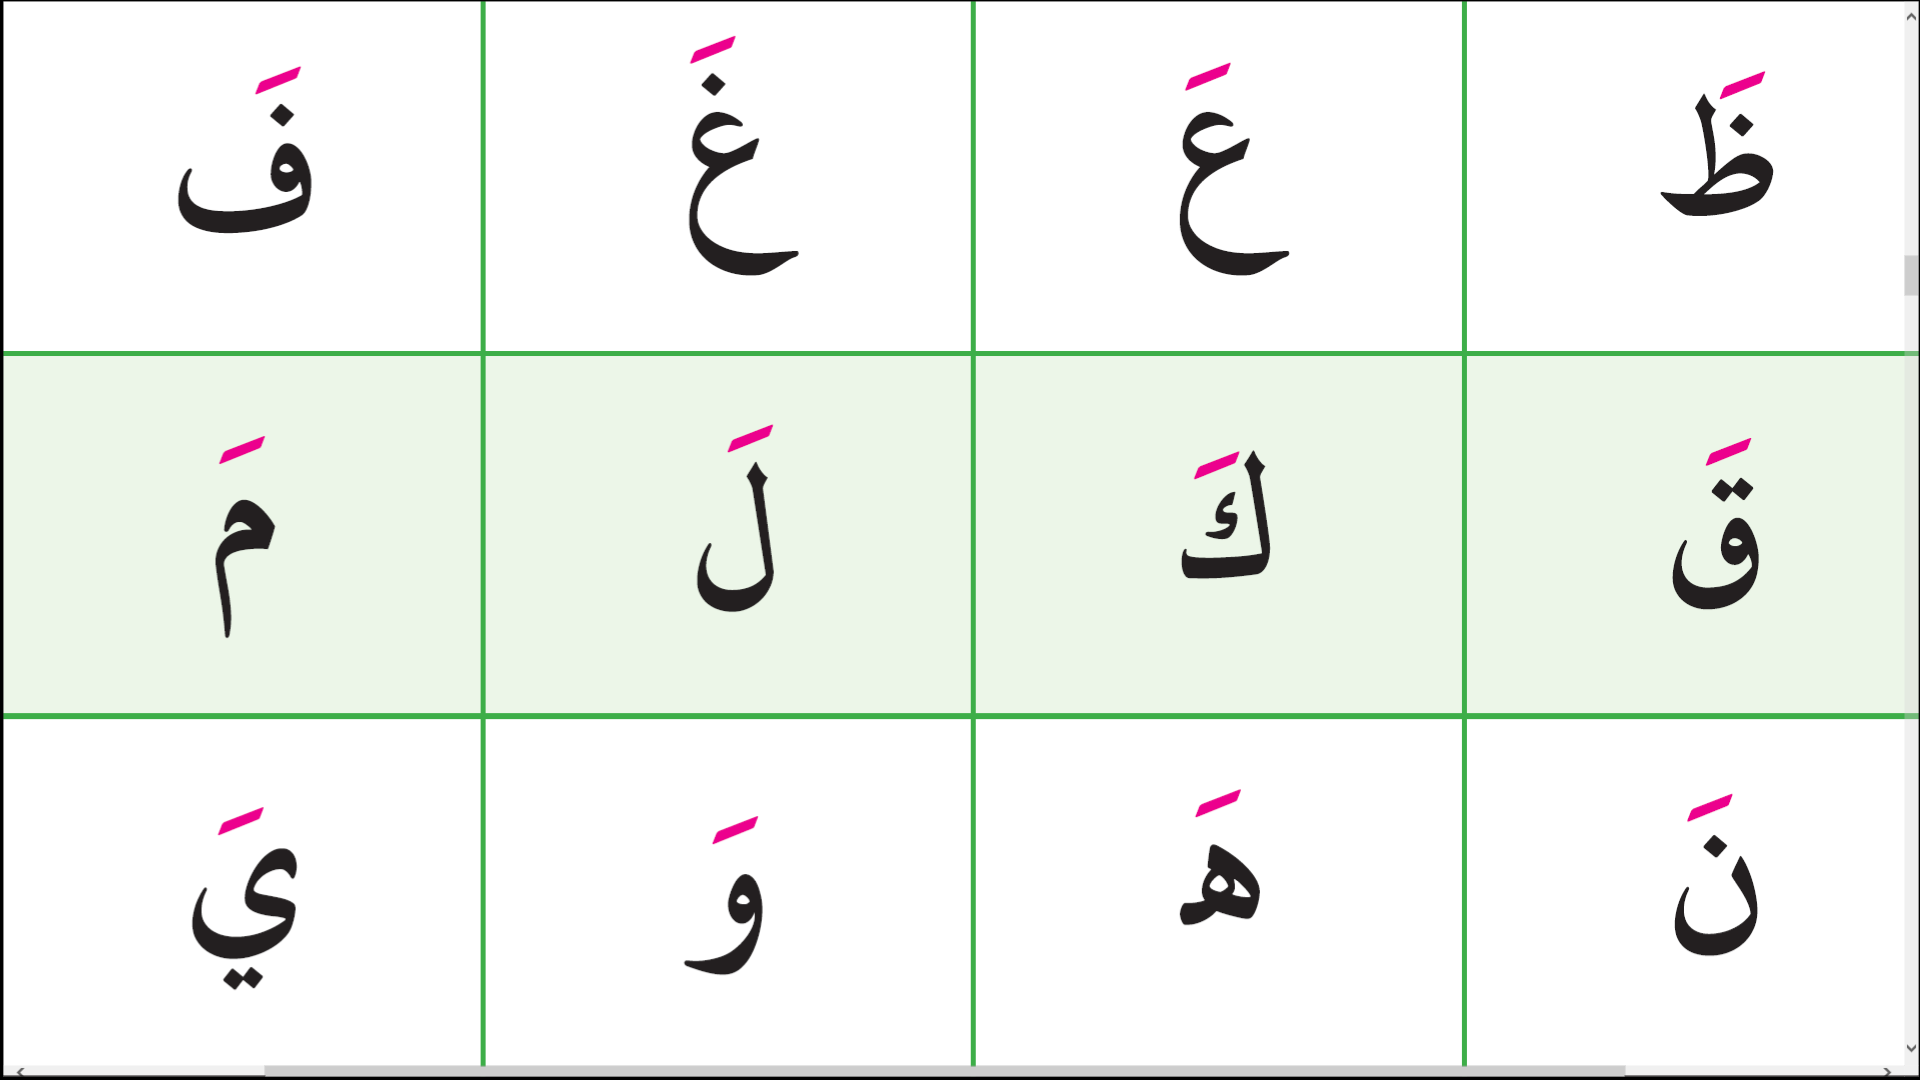 ظَ عَ غَ فَ
قَ كَ لَ مَ
نَ هَ وَ يَ